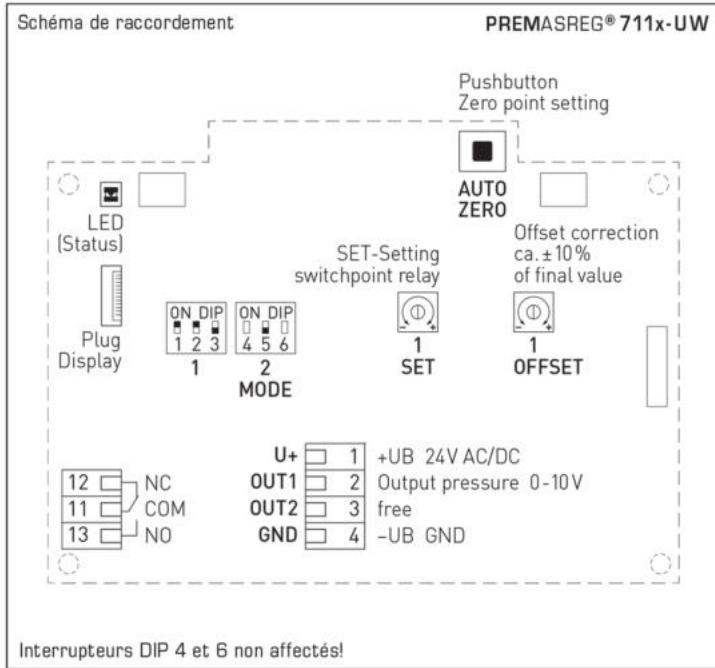 Schéma de raccordement
PREMASREG® 711x-UW
Pushbutton
Zero point setting
AUTO
ZERO
LED
(Status)
Offset correction
ca. ± 10%
of final value
SET-Setting
switchpoint relay
Plug
Display
ON DIP
1 2 3
1
ON DIP
4 5 6
2
MODE
- +
1
SET
- +
1
OFFSET
U+ 1 +UB 24V AC/DC
OUT1 2 Output pressure 0-10V
OUT2 3 free
GND 4 -UB GND
12 NC
11 COM
13 NO
Interrupteurs DIP 4 et 6 non affectés!